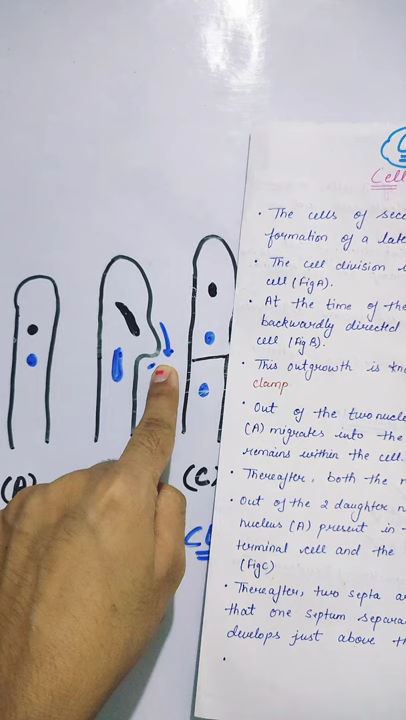 Cell
• The cells of seco
formation of a late
• The cell division i
cell (FigA).
• At the time of the
backwardly directed
cell (Fig B).
• This outgrowth is kno
clamp
• Out of the two nucle
(A) migrates into the
remains within the cell.
• Thereafter, both the n
• Out of the 2 daughter n
nucleus (A) present in t
terminal cell and the
(FigC)
• Thereafter, two septa a
that one septum separa
develops just above th
(A)
(C)